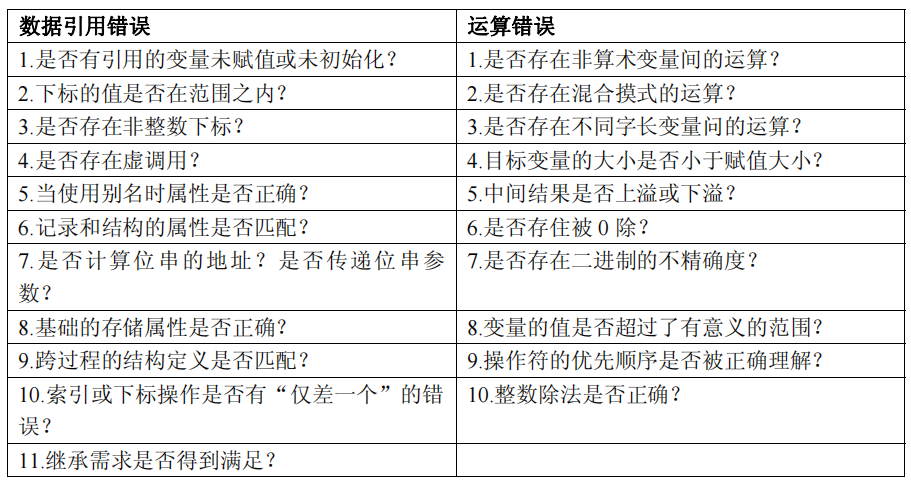 数据引用错误
运算错误
1.是否有引用的变量未赋值或未初始化？
1.是否存在非算术变量间的运算？
2.下标的值是否在范围之内？
2.是否存在混合摸式的运算？
3.是否存在非整数下标？
3.是否存在不同字长变量问的运算？
4.是否存在虚调用？
4.目标变量的大小是否小于赋值大小？
5.当使用别名时属性是否正确？
5.中间结果是否上溢或下溢？
6.记录和结构的属性是否匹配？
6.是否存住被 0 除？
7.是否计算位串的地址？是否传递位串参
数？
7.是否存在二进制的不精确度？
8.基础的存储属性是否正确？
8.变量的值是否超过了有意义的范围？
9.跨过程的结构定义是否匹配？
9.操作符的优先顺序是否被正确理解？
10.索引或下标操作是否有“仅差一个”的错
误？
10.整数除法是否正确？
11.继承需求是否得到满足？